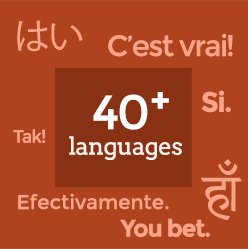 はい
C'est vrai!
40+
languages
Si.
Tak!
हाँ
Efectivamente.
You bet.